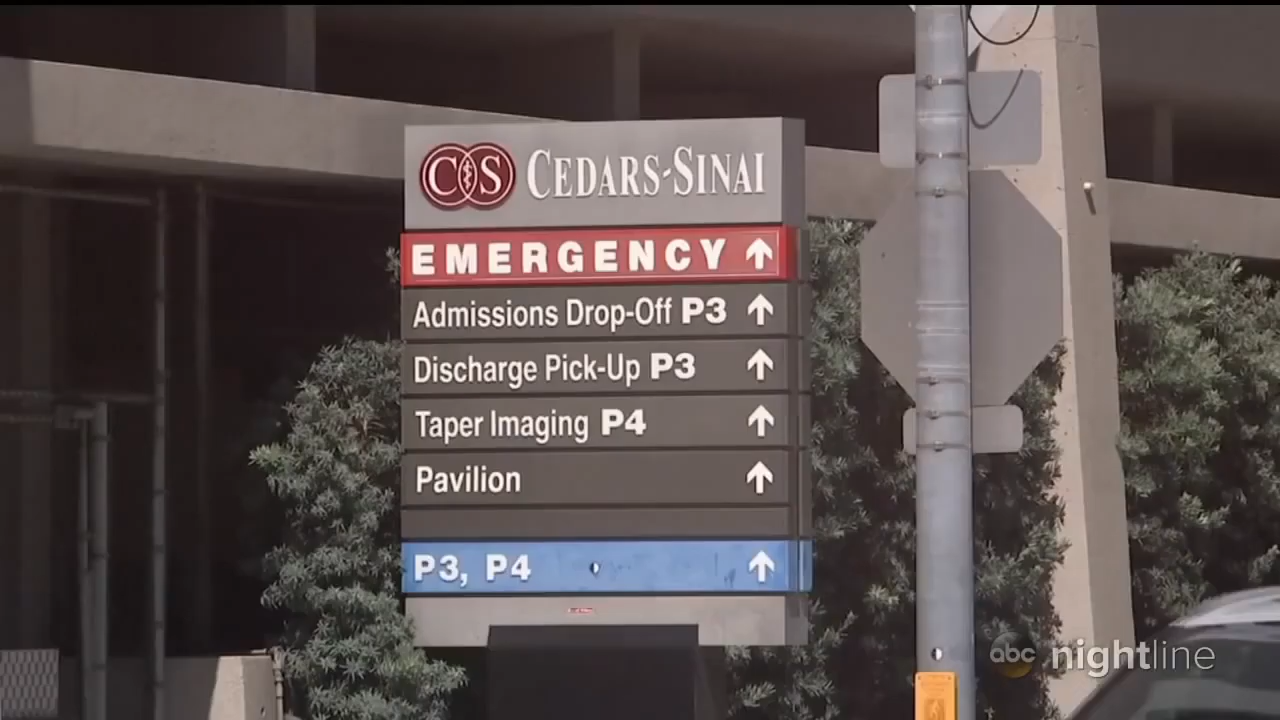 CS CEDARS-SINAI
EMERGENCY
Admissions Drop-Off P3
Discharge Pick-Up P3
Taper Imaging P4
Pavilion
P3, P4
abc nightline